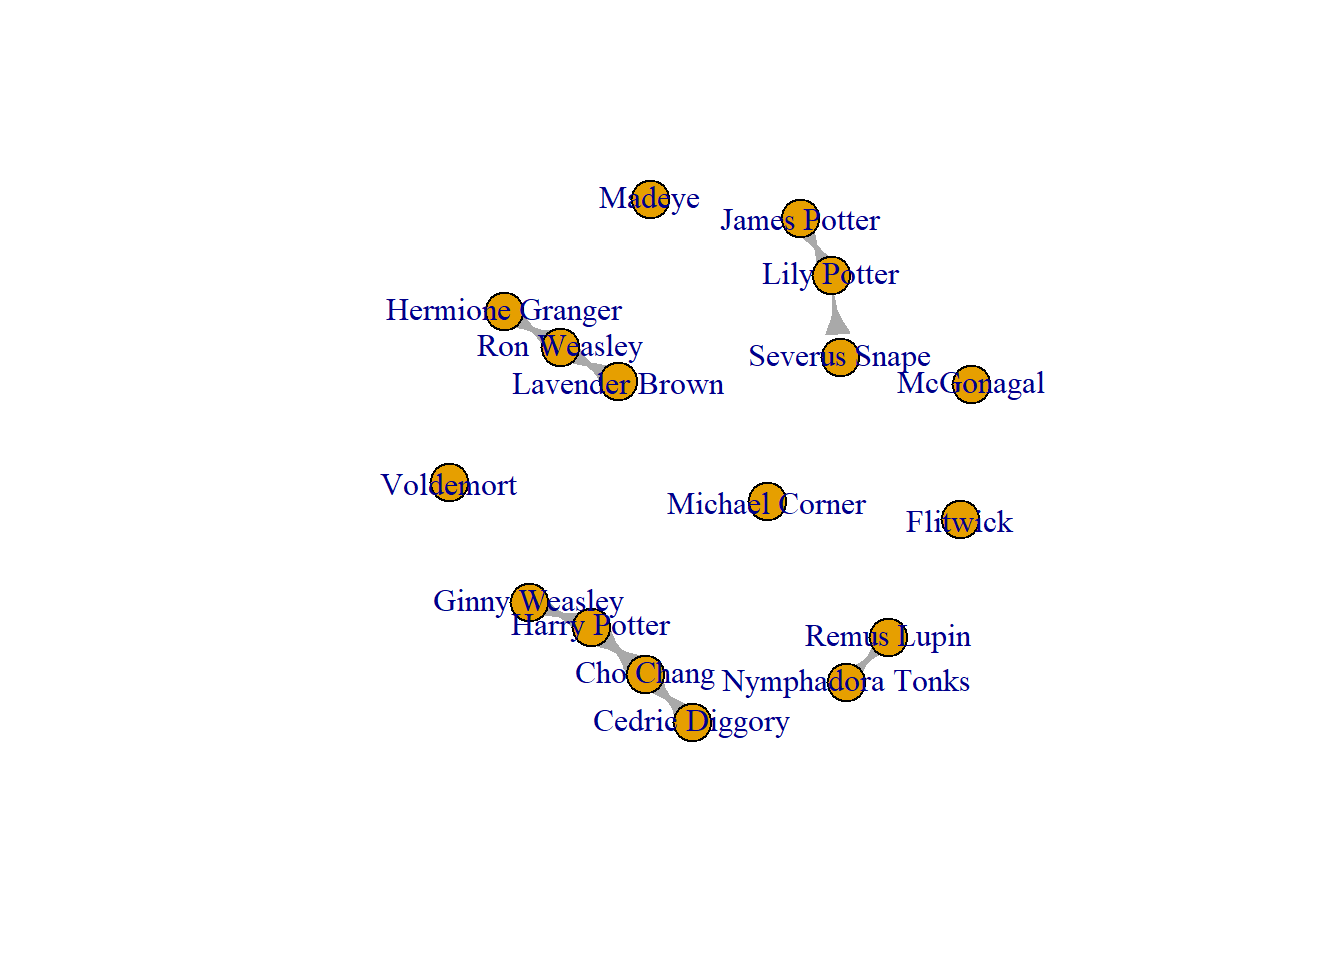 Madeye
James Potter
Lily Potter
Hermione Granger
Ron Weasley
Lavender Brown
Severus Snape
McGonagal
Voldemort
Michael Corner
Flitwick
Ginny Weasley
Harry Potter
Remus Lupin
Cho Chang
Nymphadora Tonks
Cedric Diggory